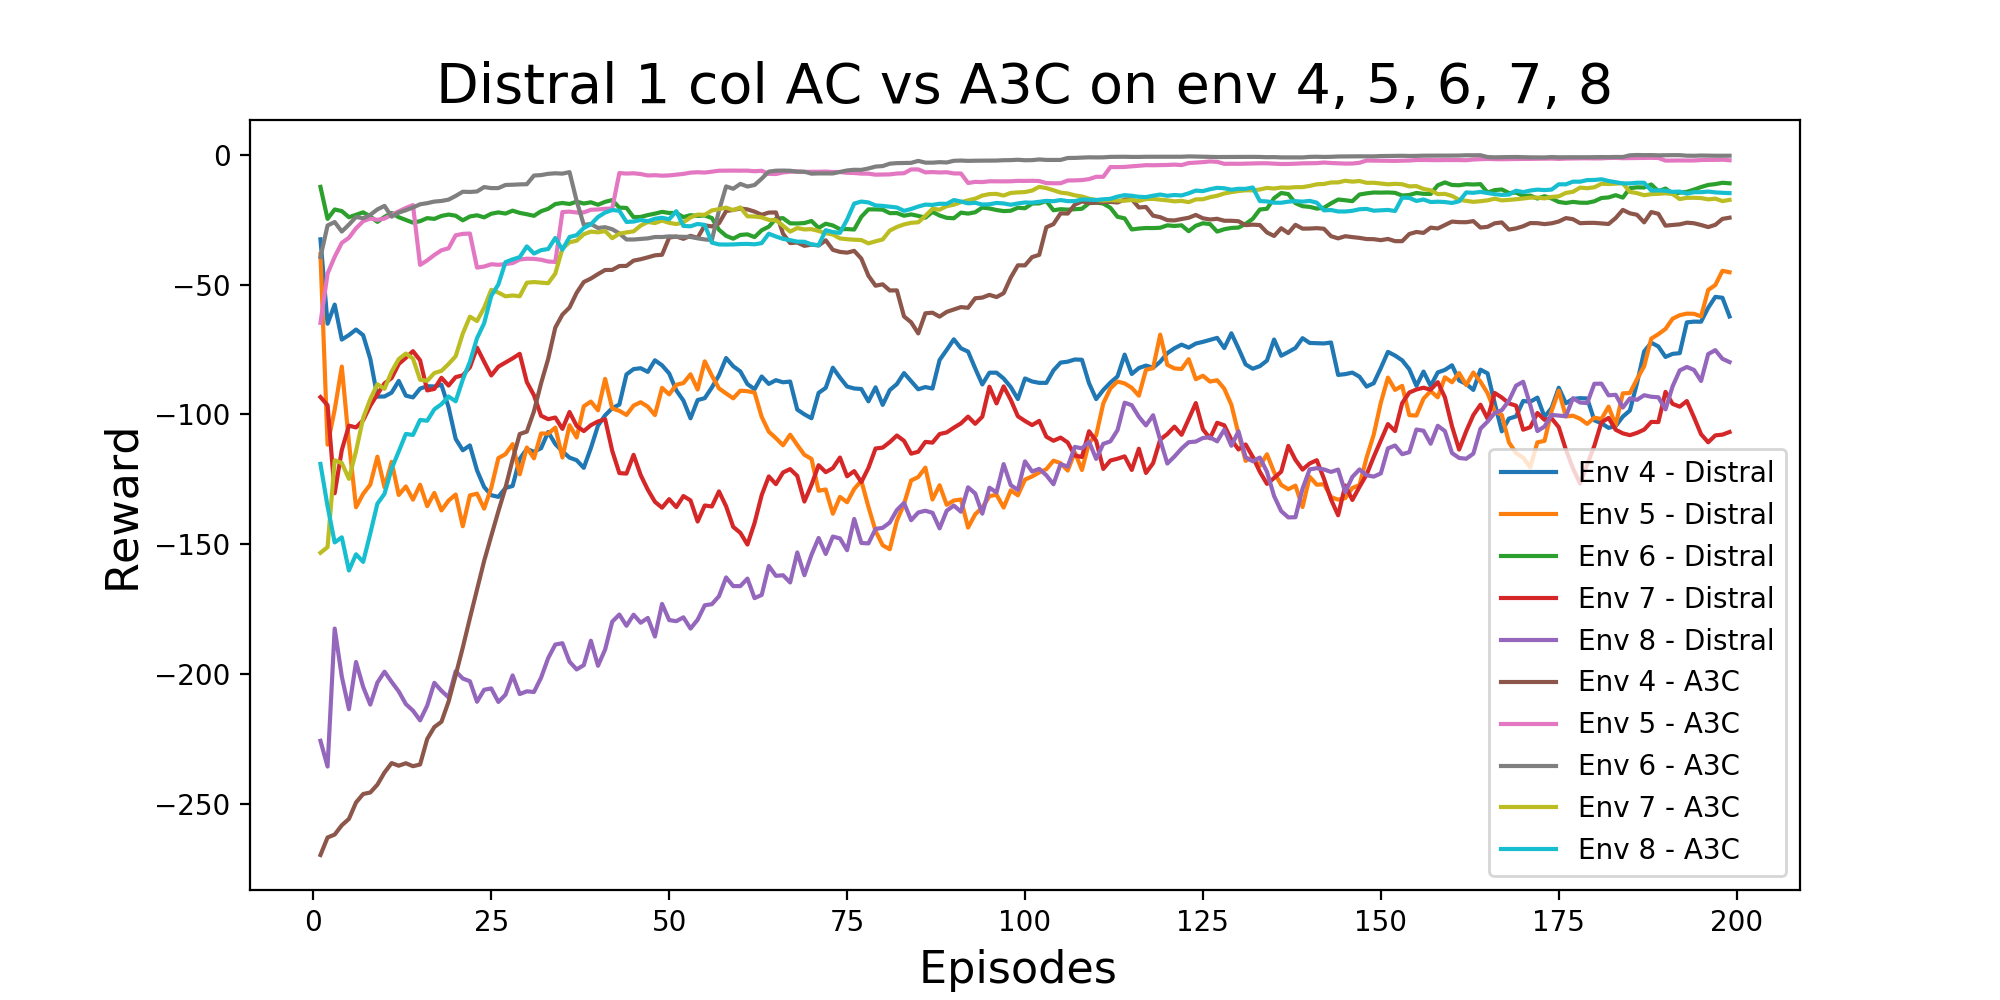 Distral 1 col AC vs A3C on env 4, 5, 6, 7, 8
Reward
0
−50
−100
−150
−200
−250
Env 4 - Distral
Env 5 - Distral
Env 6 - Distral
Env 7 - Distral
Env 8 - Distral
Env 4 - A3C
Env 5 - A3C
Env 6 - A3C
Env 7 - A3C
Env 8 - A3C
0 25 50 75 100 125 150 175 200
Episodes